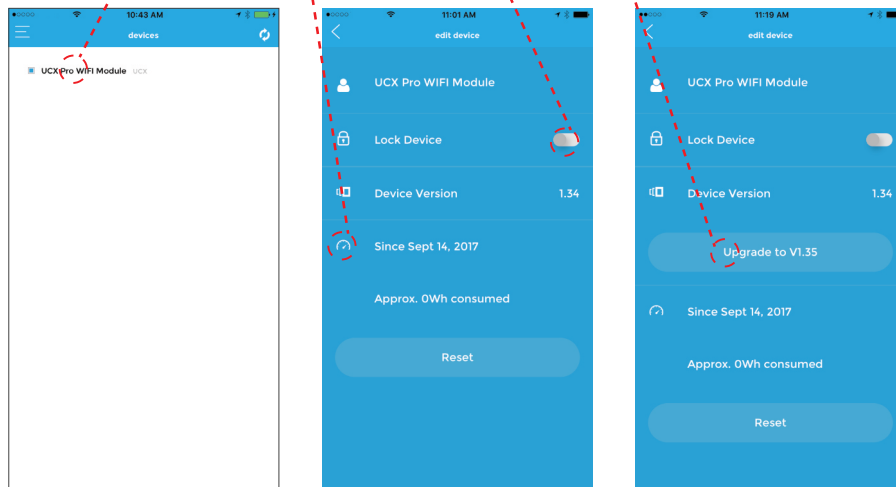 10:43 AM
devices
UCX Pro WIFI Module UCX
11:01 AM
edit device
UCX Pro WIFI Module
Lock Device
Device Version 1.34
Since Sept 14, 2017
Approx. 0Wh consumed
Reset
11:19 AM
edit device
UCX Pro WIFI Module
Lock Device
Device Version 1.34
Upgrade to V1.35
Since Sept 14, 2017
Approx. 0Wh consumed
Reset